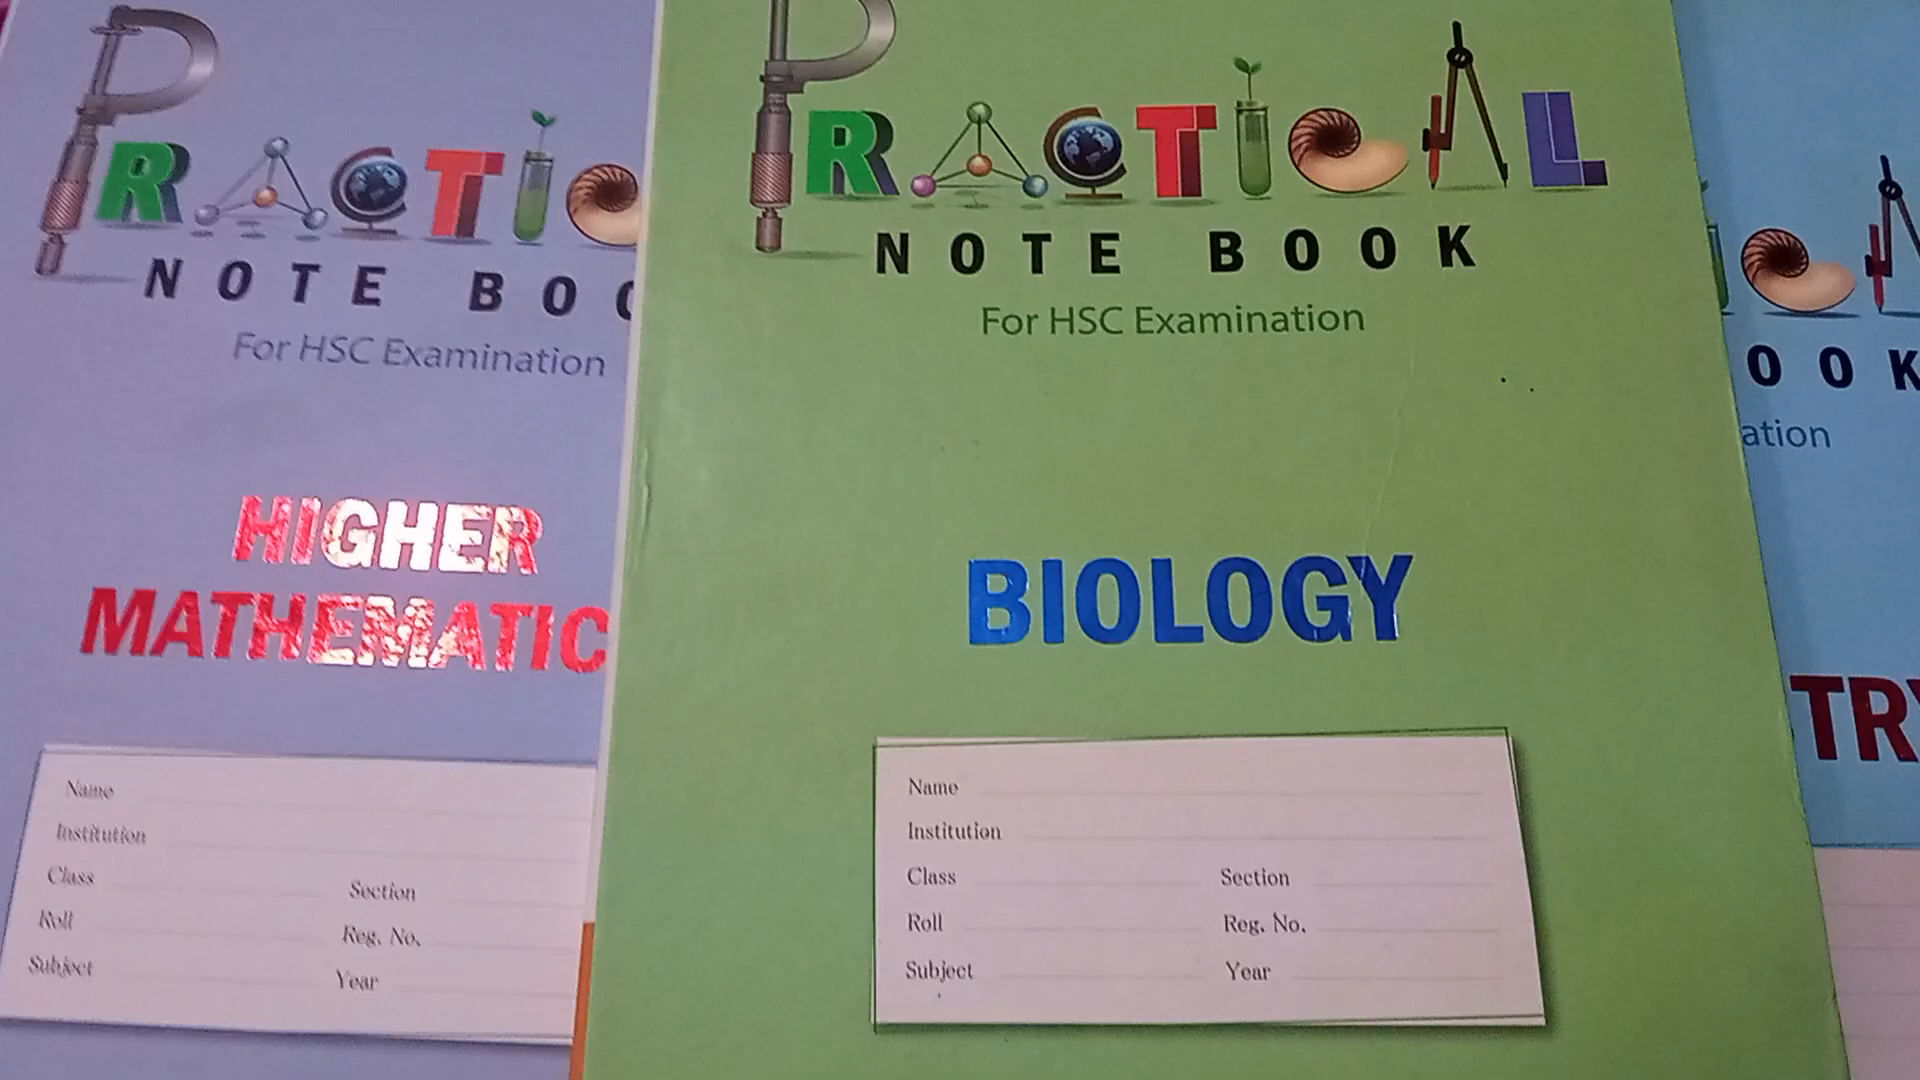 PRACTIC
NOTE BOO
For HSC Examination
HIGHER
MATHEMATIC
Name
Institution
Class Section
Roll Reg. No.
Subject Year
PRACTICAL
NOTE BOOK
For HSC Examination
BIOLOGY
Name
Institution
Class Section
Roll Reg. No.
Subject Year
ICA
OOK
ation
TRY